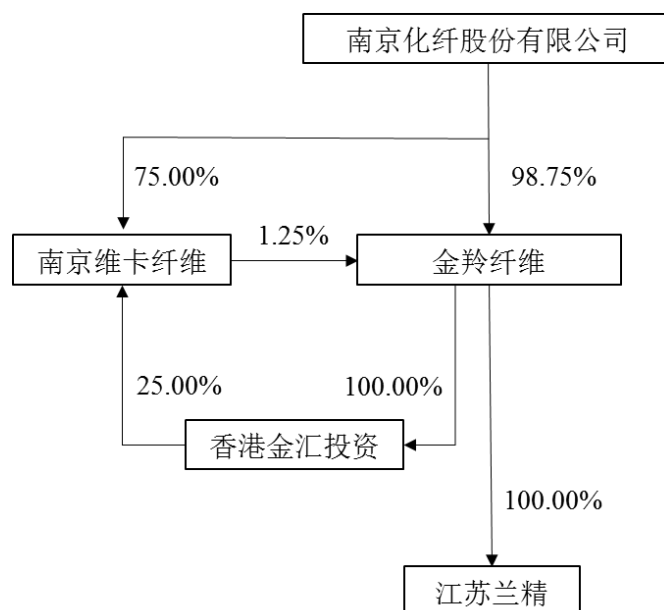 南京化纤股份有限公司
75.00%
98.75%
1.25%
南京维卡纤维
金羚纤维
25.00%
100.00%
香港金汇投资
100.00%
江苏兰精